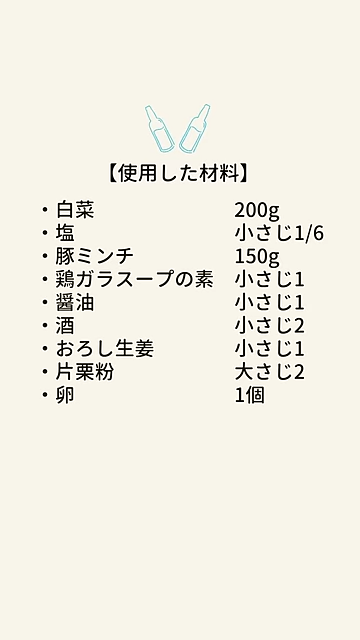 【使用した材料】
・白菜 200g
・塩 小さじ1/6
・豚ミンチ 150g
・鶏ガラスープの素 小さじ1
・醤油 小さじ1
・酒 小さじ2
・おろし生姜 小さじ1
・片栗粉 大さじ2
・卵 1個